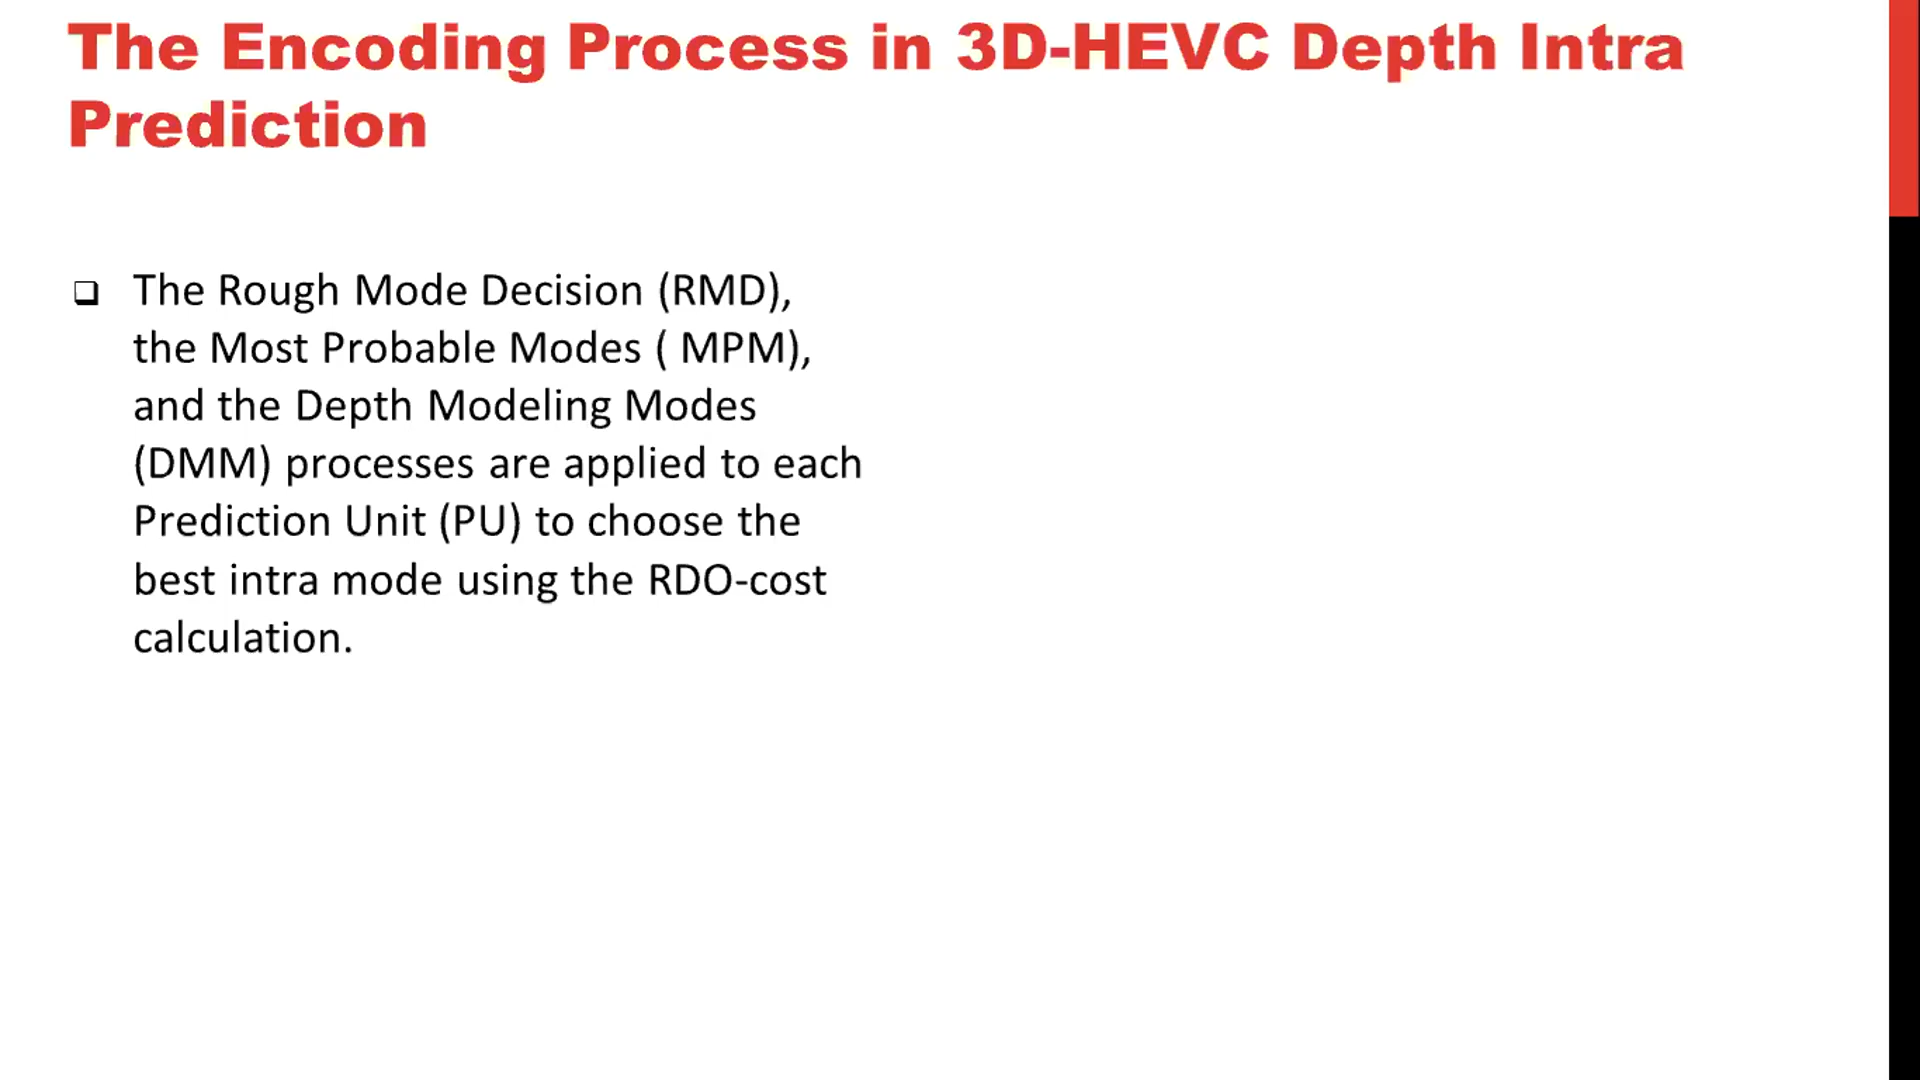 The Encoding Process in 3D-HEVC Depth Intra
Prediction
❑ The Rough Mode Decision (RMD),
the Most Probable Modes ( MPM),
and the Depth Modeling Modes
(DMM) processes are applied to each
Prediction Unit (PU) to choose the
best intra mode using the RDO-cost
calculation.